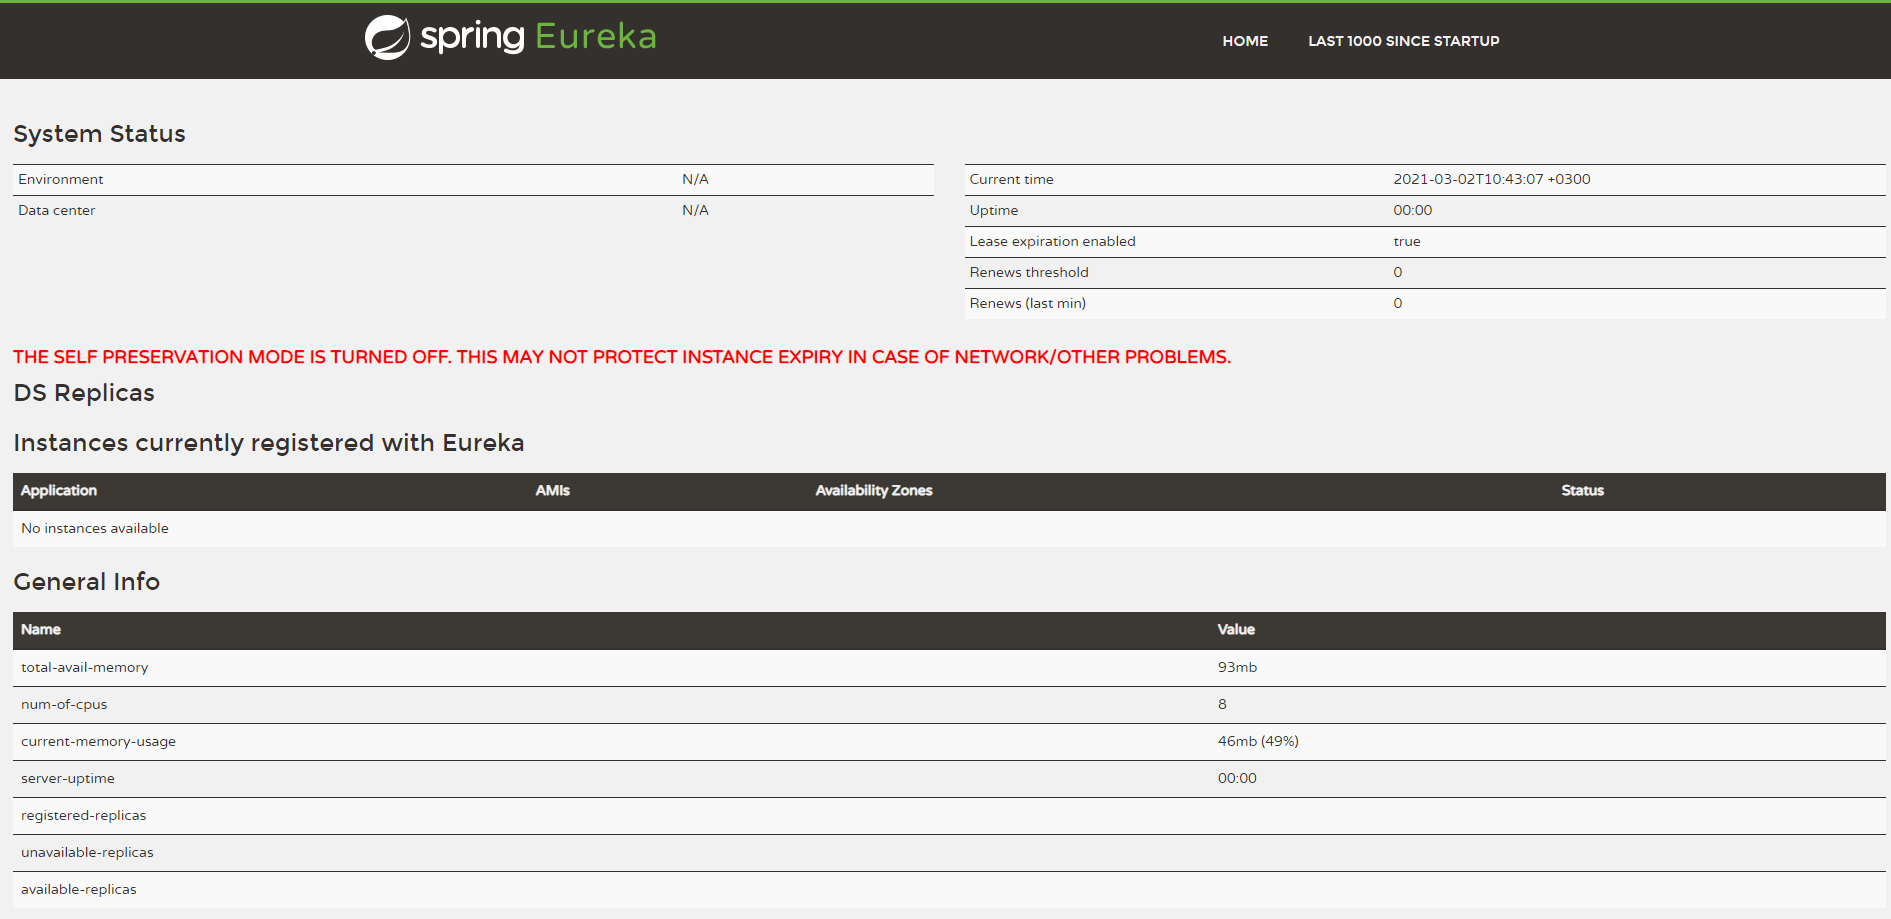 spring Eureka
HOME LAST 1000 SINCE STARTUP
System Status
Environment N/A
Data center N/A
Current time 2021-03-02T10:43:07 +0300
Uptime 00:00
Lease expiration enabled true
Renews threshold 0
Renews (last min) 0
THE SELF PRESERVATION MODE IS TURNED OFF. THIS MAY NOT PROTECT INSTANCE EXPIRY IN CASE OF NETWORK/OTHER PROBLEMS.
DS Replicas
Instances currently registered with Eureka
Application AMIs Availability Zones Status
No instances available
General Info
Name Value
total-avail-memory 93mb
num-of-cpus 8
current-memory-usage 46mb (49%)
server-uptime 00:00
registered-replicas
unavailable-replicas
available-replicas